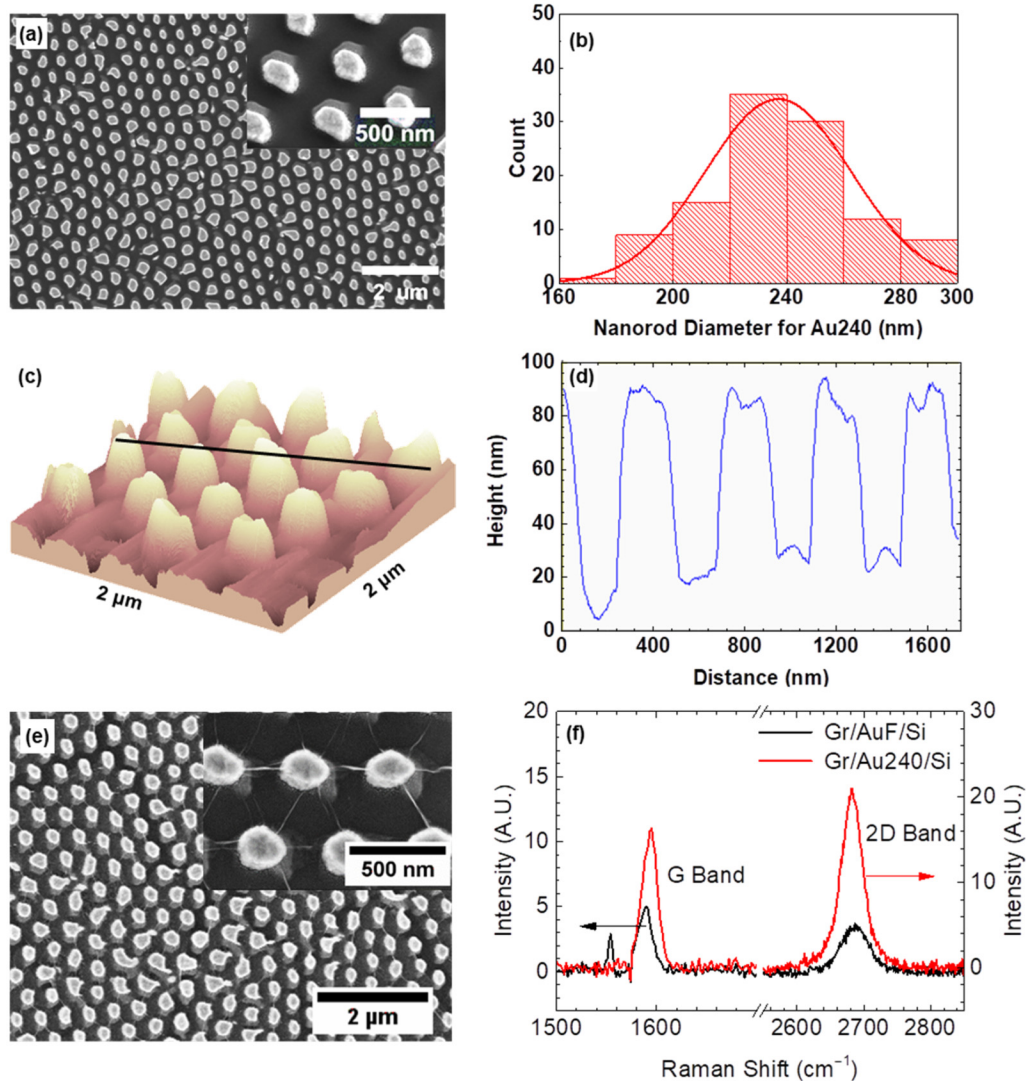 (a)
500 nm
2 um
(b)
50
40
30
20
10
0
Count
160 200 240 280 300
Nanorod Diameter for Au240 (nm)
(c)
2 µm
2 µm
(d)
100
80
60
40
20
0
Height (nm)
0 400 800 1200 1600
Distance (nm)
(e)
500 nm
2 µm
(f)
20
15
10
5
0
Intensity (A.U.)
Gr/AuF/Si
Gr/Au240/Si
G Band
2D Band
30
20
10
0
Intensity (A.U.)
1500 1600 2600 2700 2800
Raman Shift (cm⁻¹)